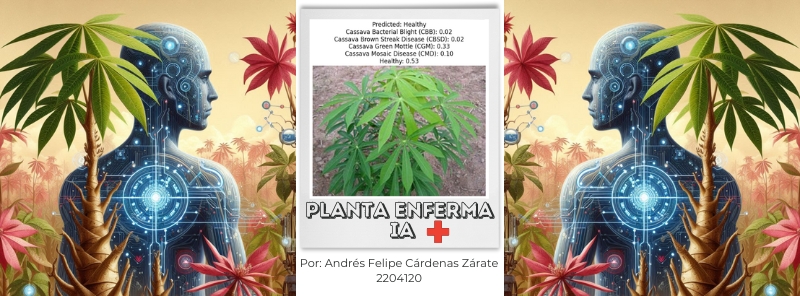 Predicted: Healthy
Cassava Bacterial Blight (CBB): 0.02
Cassava Brown Streak Disease (CBSD): 0.02
Cassava Green Mottle (CGM): 0.33
Cassava Mosaic Disease (CMD): 0.10
Healthy: 0.53
PLANTA ENFERMA
IA
Por: Andrés Felipe Cárdenas Zárate
2204120